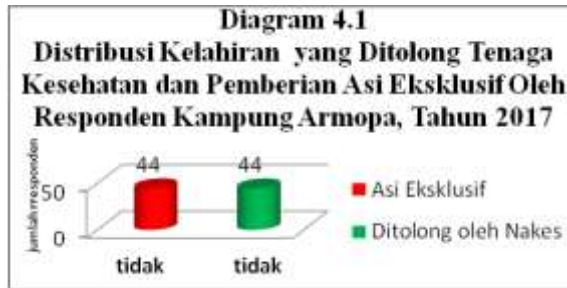 Diagram 4.1
Distribusi Kelahiran yang Ditolong Tenaga
Kesehatan dan Pemberian Asi Eksklusif Oleh
Responden Kampung Armopa, Tahun 2017
jumlah rresponden
44 44
50
0
tidak tidak
Asi Eksklusif
Ditolong oleh Nakes